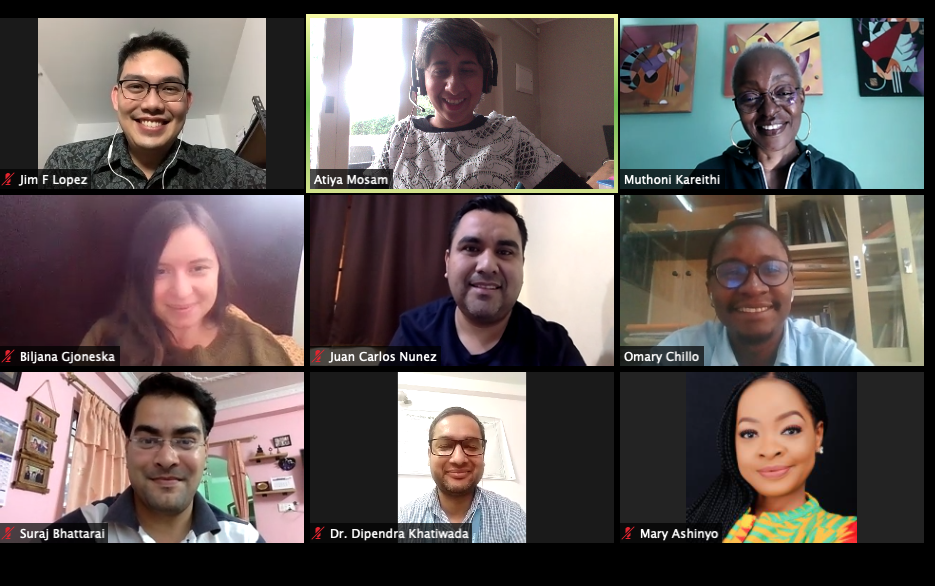 Jim F Lopez
Atiya Mosam
Muthoni Kareithi
Biljana Gjoneska
Juan Carlos Nunez
Omary Chillo
Suraj Bhattarai
Dr. Dipendra Khatiwada
Mary Ashinyo